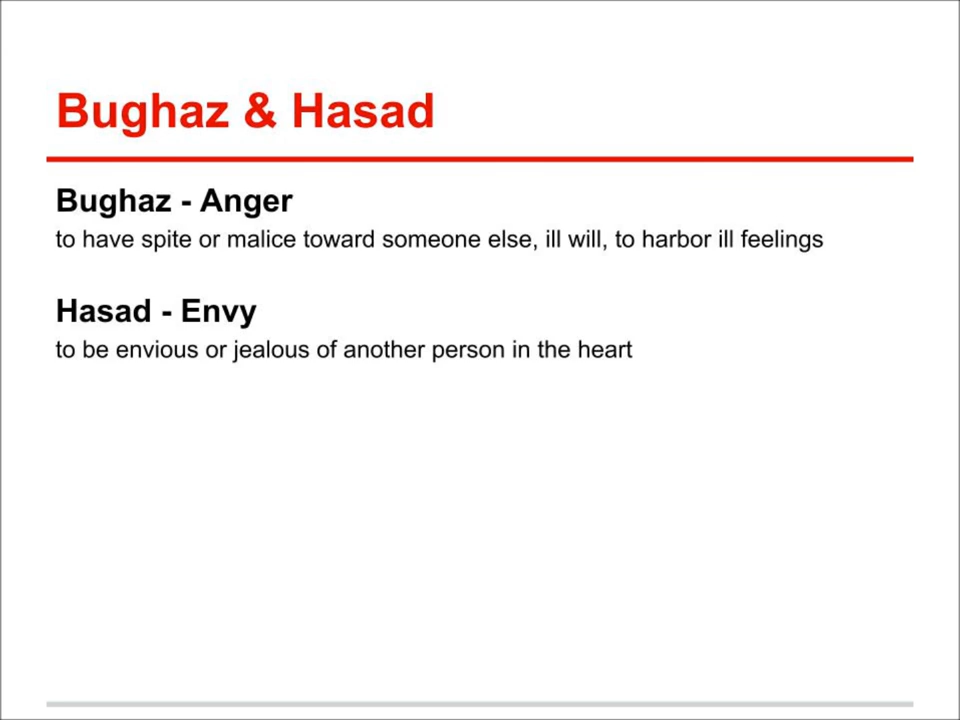 Bughaz & Hasad
Bughaz - Anger
to have spite or malice toward someone else, ill will, to harbor ill feelings
Hasad - Envy
to be envious or jealous of another person in the heart